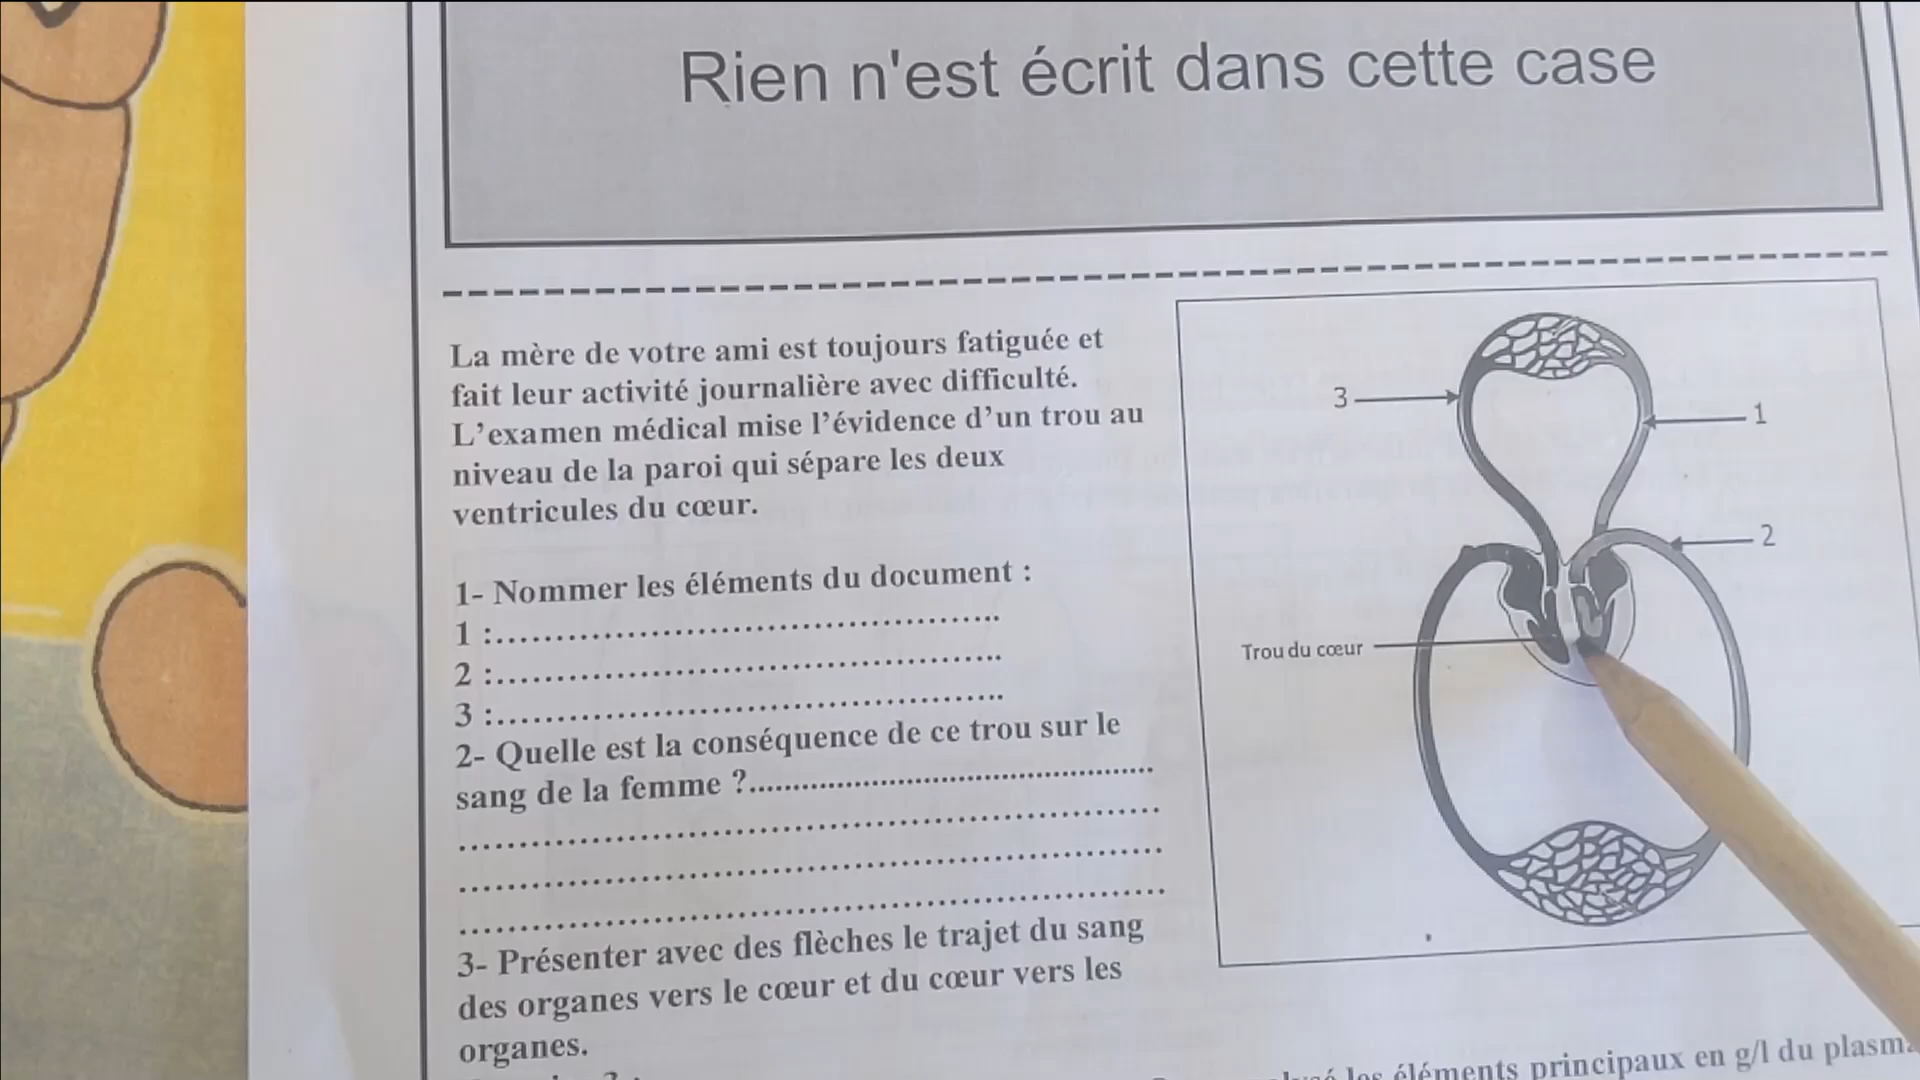 Rien n'est écrit dans cette case
La mère de votre ami est toujours fatiguée et
fait leur activité journalière avec difficulté.
L'examen médical mise l'évidence d'un trou au
niveau de la paroi qui sépare les deux
ventricules du cœur.
1- Nommer les éléments du document :
1 :..........................................
2 :..........................................
3 :..........................................
2- Quelle est la conséquence de ce trou sur le
sang de la femme ?.............................................
..........................................................
..........................................................
..........................................................
3- Présenter avec des flèches le trajet du sang
des organes vers le cœur et du cœur vers les
organes.
3
1
2
Trou du cœur
les éléments principaux en g/l du